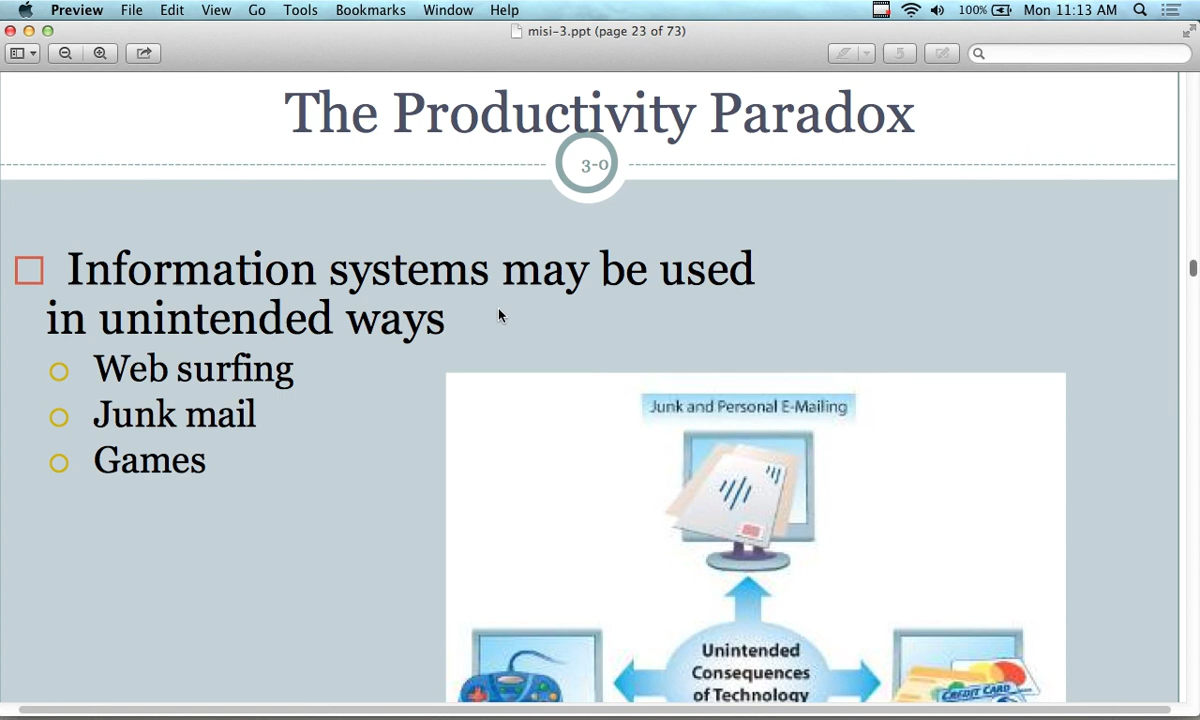 Preview File Edit View Go Tools Bookmarks Window Help 100% Mon 11:13 AM
misi-3.ppt (page 23 of 73)
The Productivity Paradox
3-0
Information systems may be used
in unintended ways
Web surfing
Junk mail
Games
Junk and Personal E-Mailing
Unintended
Consequences
of Technology
CREDIT CARD